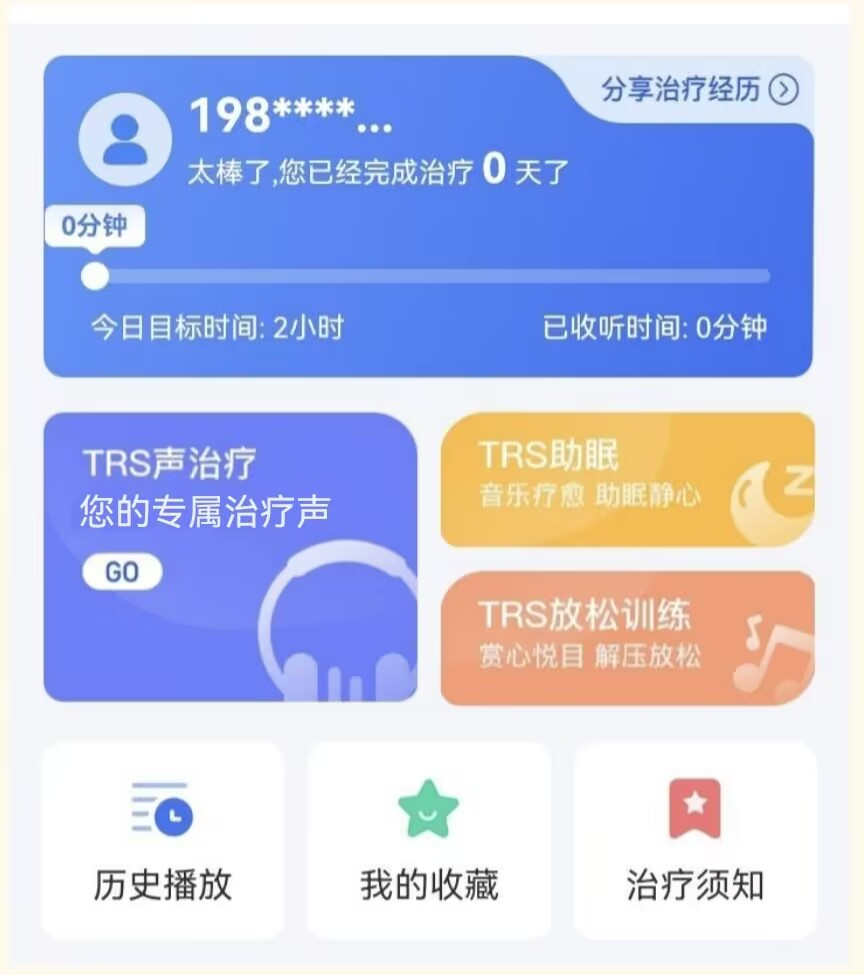 分享治疗经历
198****...
太棒了,您已经完成治疗 0 天了
0分钟
今日目标时间: 2小时
已收听时间: 0分钟
TRS声治疗
您的专属治疗声
GO
TRS助眠
音乐疗愈 助眠静心
Z
TRS放松训练
赏心悦目 解压放松
历史播放
我的收藏
治疗须知